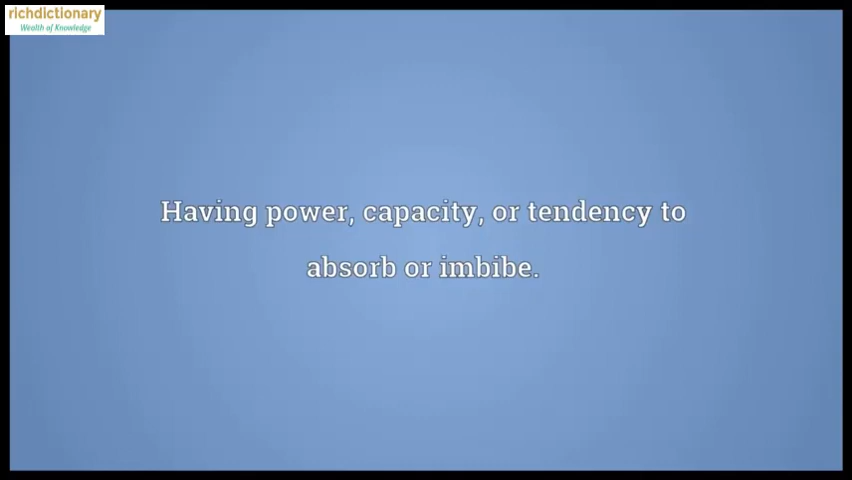 richdictionary
Wealth of Knowledge
Having power, capacity, or tendency to
absorb or imbibe.